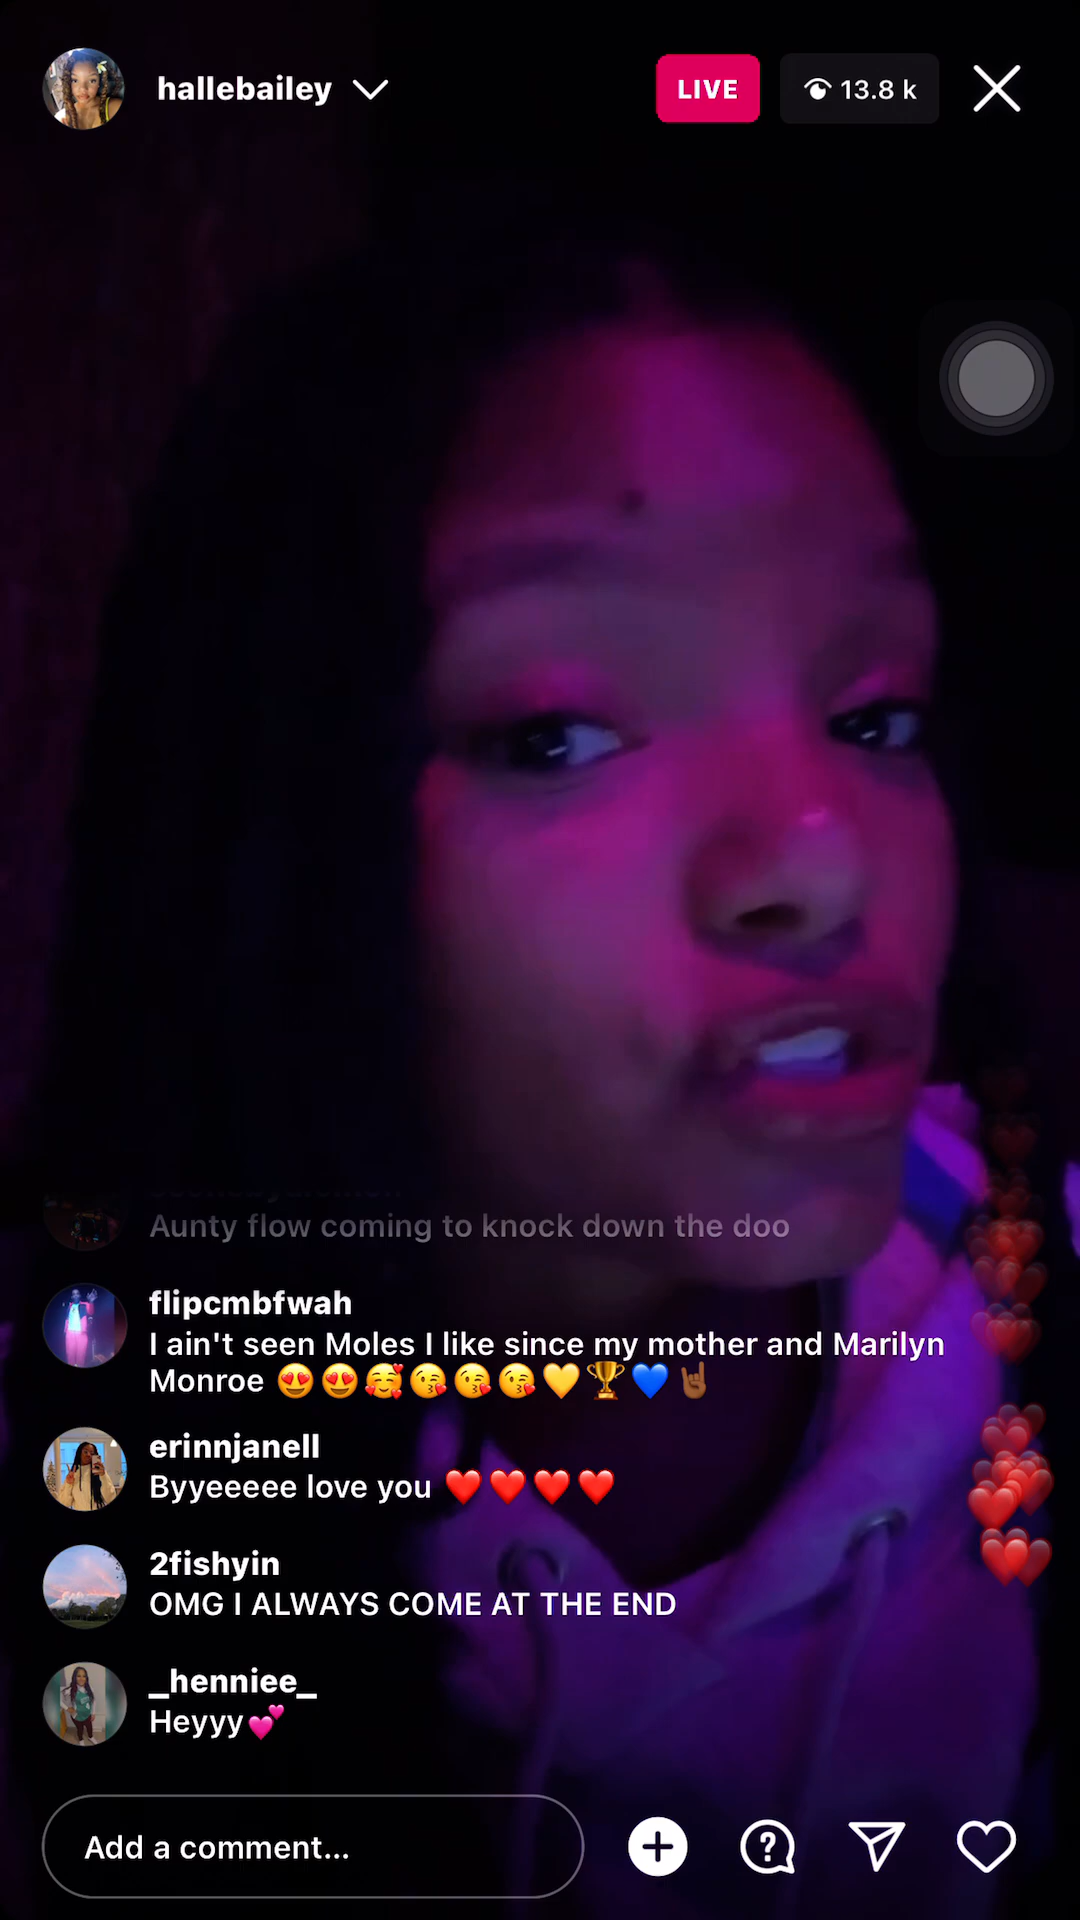 hallebailey
LIVE
13.8 k
Aunty flow coming to knock down the doo
flipcmbfwah
I ain't seen Moles I like since my mother and Marilyn
Monroe 😍😍🥰😘😘😘💛🏆💙🤘🏾
erinnjanell
Byyeeeee love you ❤️❤️❤️❤️
2fishyin
OMG I ALWAYS COME AT THE END
_henniee_
Heyyy💕
Add a comment...